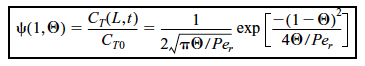 ψ(1,Θ) = C_T(L,t)/C_T0 = 1/(2√(πΘ/Pe_r)) exp[−(1 − Θ)²/(4Θ/Pe_r)]